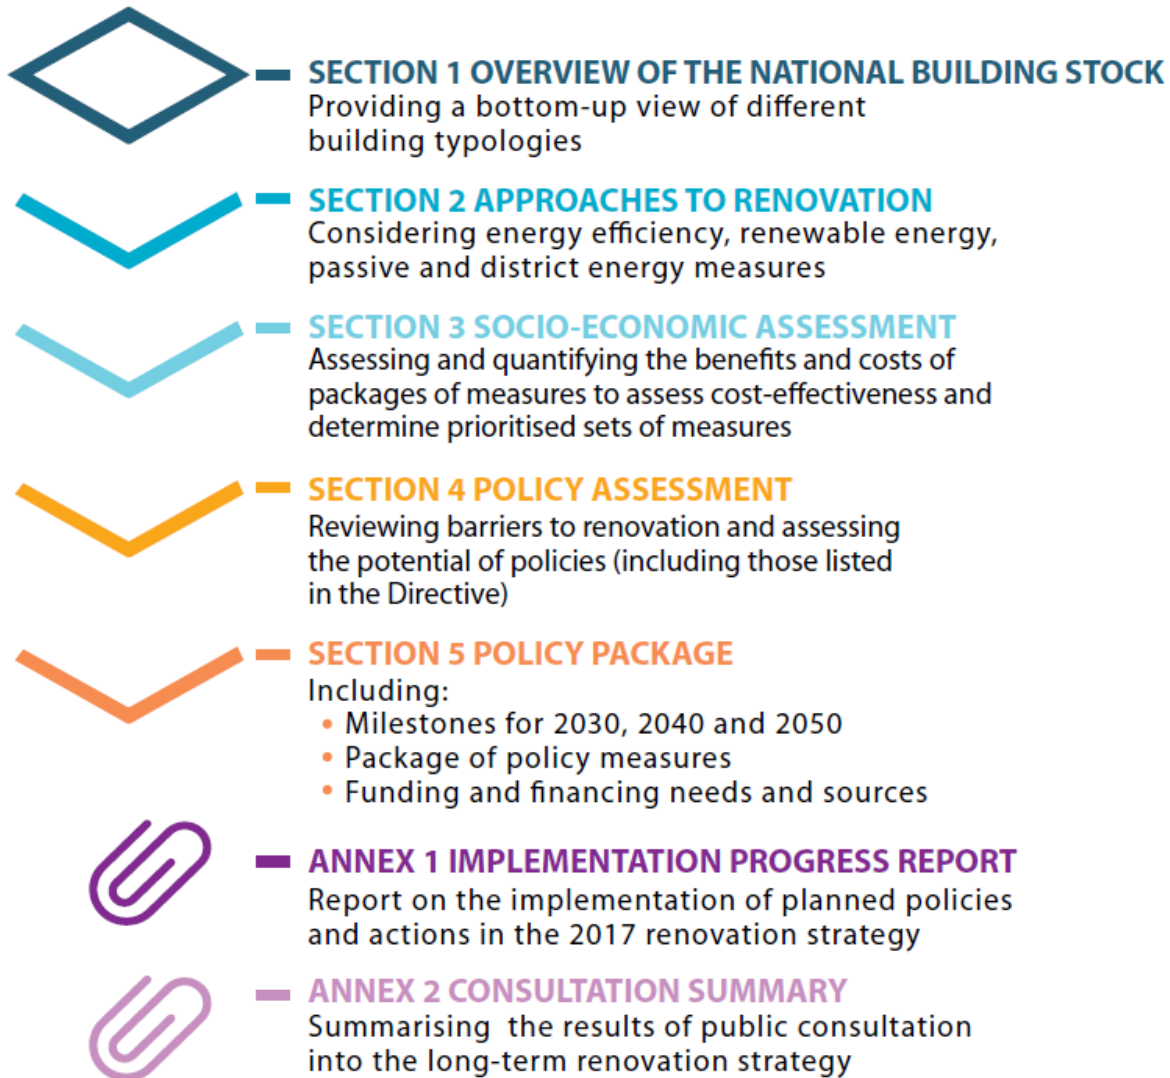 SECTION 1 OVERVIEW OF THE NATIONAL BUILDING STOCK
Providing a bottom-up view of different
building typologies
SECTION 2 APPROACHES TO RENOVATION
Considering energy efficiency, renewable energy,
passive and district energy measures
SECTION 3 SOCIO-ECONOMIC ASSESSMENT
Assessing and quantifying the benefits and costs of
packages of measures to assess cost-effectiveness and
determine prioritised sets of measures
SECTION 4 POLICY ASSESSMENT
Reviewing barriers to renovation and assessing
the potential of policies (including those listed
in the Directive)
SECTION 5 POLICY PACKAGE
Including:
• Milestones for 2030, 2040 and 2050
• Package of policy measures
• Funding and financing needs and sources
ANNEX 1 IMPLEMENTATION PROGRESS REPORT
Report on the implementation of planned policies
and actions in the 2017 renovation strategy
ANNEX 2 CONSULTATION SUMMARY
Summarising the results of public consultation
into the long-term renovation strategy